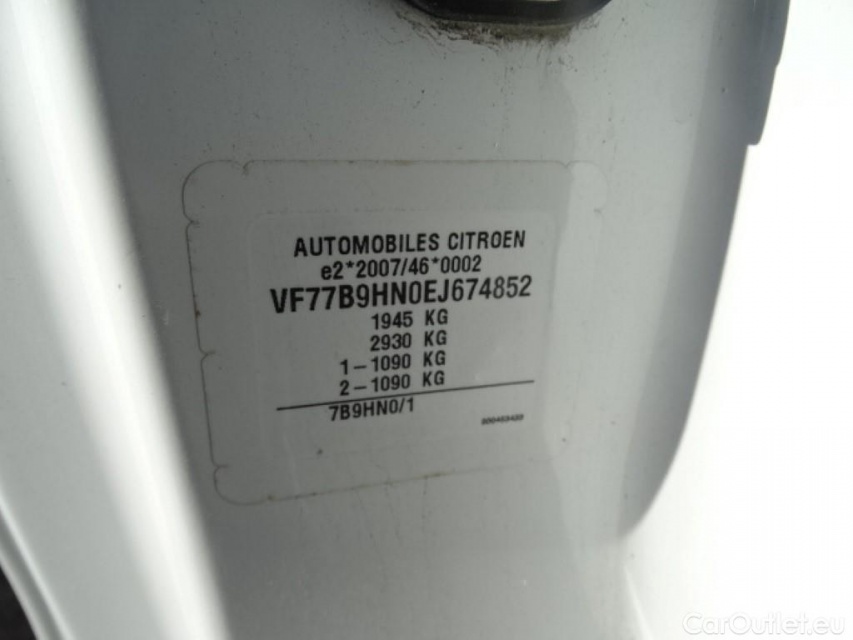 AUTOMOBILES CITROEN
e2*2007/46*0002
VF77B9HN0EJ674852
1945 KG
2930 KG
1-1090 KG
2-1090 KG
7B9HN0/1
CarOutlet.eu